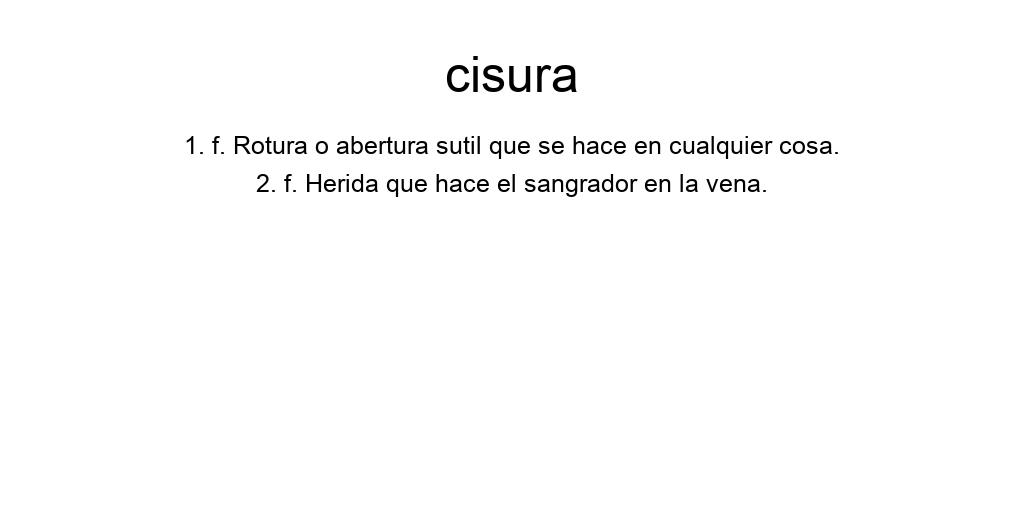 cisura
1. f. Rotura o abertura sutil que se hace en cualquier cosa.
2. f. Herida que hace el sangrador en la vena.